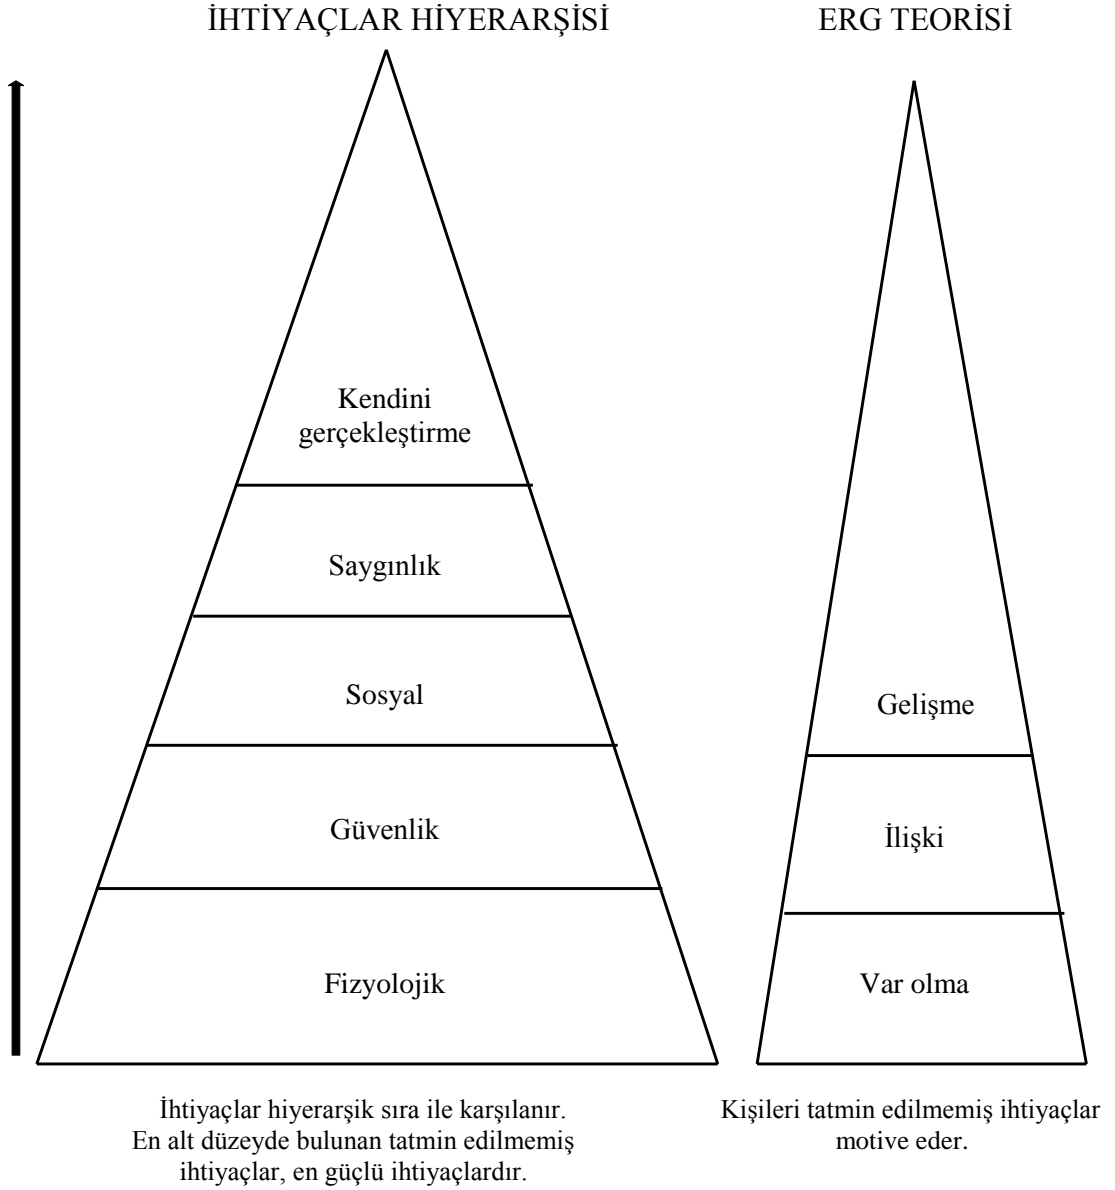 İHTİYAÇLAR HİYERARŞİSİ
Kendini
gerçekleştirme
Saygınlık
Sosyal
Güvenlik
Fizyolojik
İhtiyaçlar hiyerarşik sıra ile karşılanır.
En alt düzeyde bulunan tatmin edilmemiş
ihtiyaçlar, en güçlü ihtiyaçlardır.
ERG TEORİSİ
Gelişme
İlişki
Var olma
Kişileri tatmin edilmemiş ihtiyaçlar
motive eder.